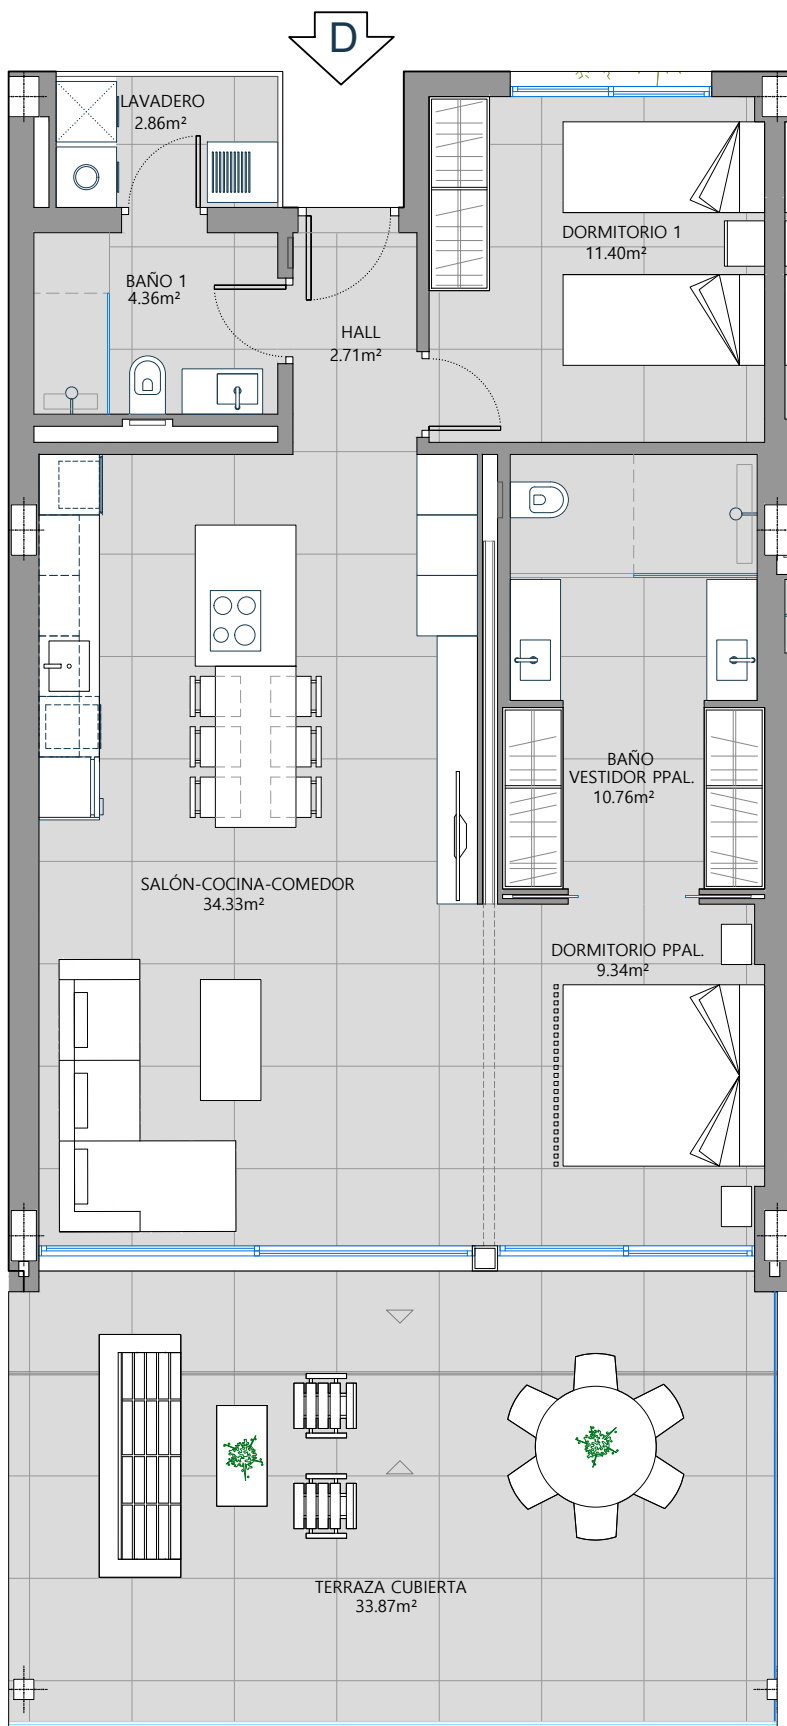 D
LAVADERO
2.86m²
DORMITORIO 1
11.40m²
BAÑO 1
4.36m²
HALL
2.71m²
BAÑO
VESTIDOR PPAL.
10.76m²
SALÓN-COCINA-COMEDOR
34.33m²
DORMITORIO PPAL.
9.34m²
TERRAZA CUBIERTA
33.87m²